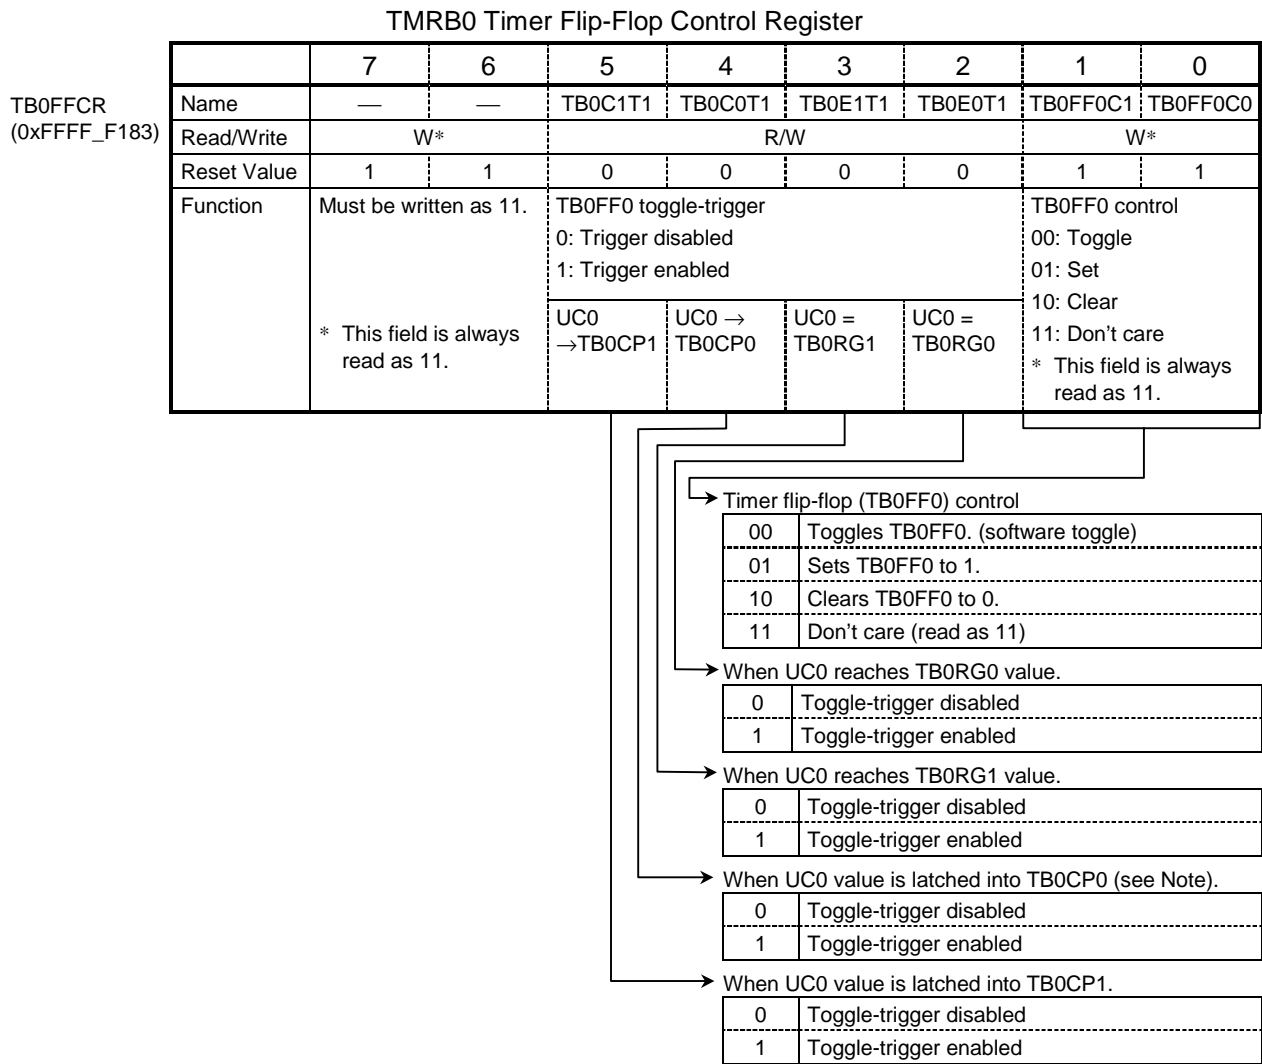 TMRB0 Timer Flip-Flop Control Register
7 6 5 4 3 2 1 0
TB0FFCR
(0xFFFF_F183)
Name — — TB0C1T1 TB0C0T1 TB0E1T1 TB0E0T1 TB0FF0C1 TB0FF0C0
Read/Write W* R/W W*
Reset Value 1 1 0 0 0 0 1 1
Function
Must be written as 11.
* This field is always
read as 11.
TB0FF0 toggle-trigger
0: Trigger disabled
1: Trigger enabled
UC0
→TB0CP1
UC0 →
TB0CP0
UC0 =
TB0RG1
UC0 =
TB0RG0
TB0FF0 control
00: Toggle
01: Set
10: Clear
11: Don't care
* This field is always
read as 11.
Timer flip-flop (TB0FF0) control
00 Toggles TB0FF0. (software toggle)
01 Sets TB0FF0 to 1.
10 Clears TB0FF0 to 0.
11 Don't care (read as 11)
When UC0 reaches TB0RG0 value.
0 Toggle-trigger disabled
1 Toggle-trigger enabled
When UC0 reaches TB0RG1 value.
0 Toggle-trigger disabled
1 Toggle-trigger enabled
When UC0 value is latched into TB0CP0 (see Note).
0 Toggle-trigger disabled
1 Toggle-trigger enabled
When UC0 value is latched into TB0CP1.
0 Toggle-trigger disabled
1 Toggle-trigger enabled